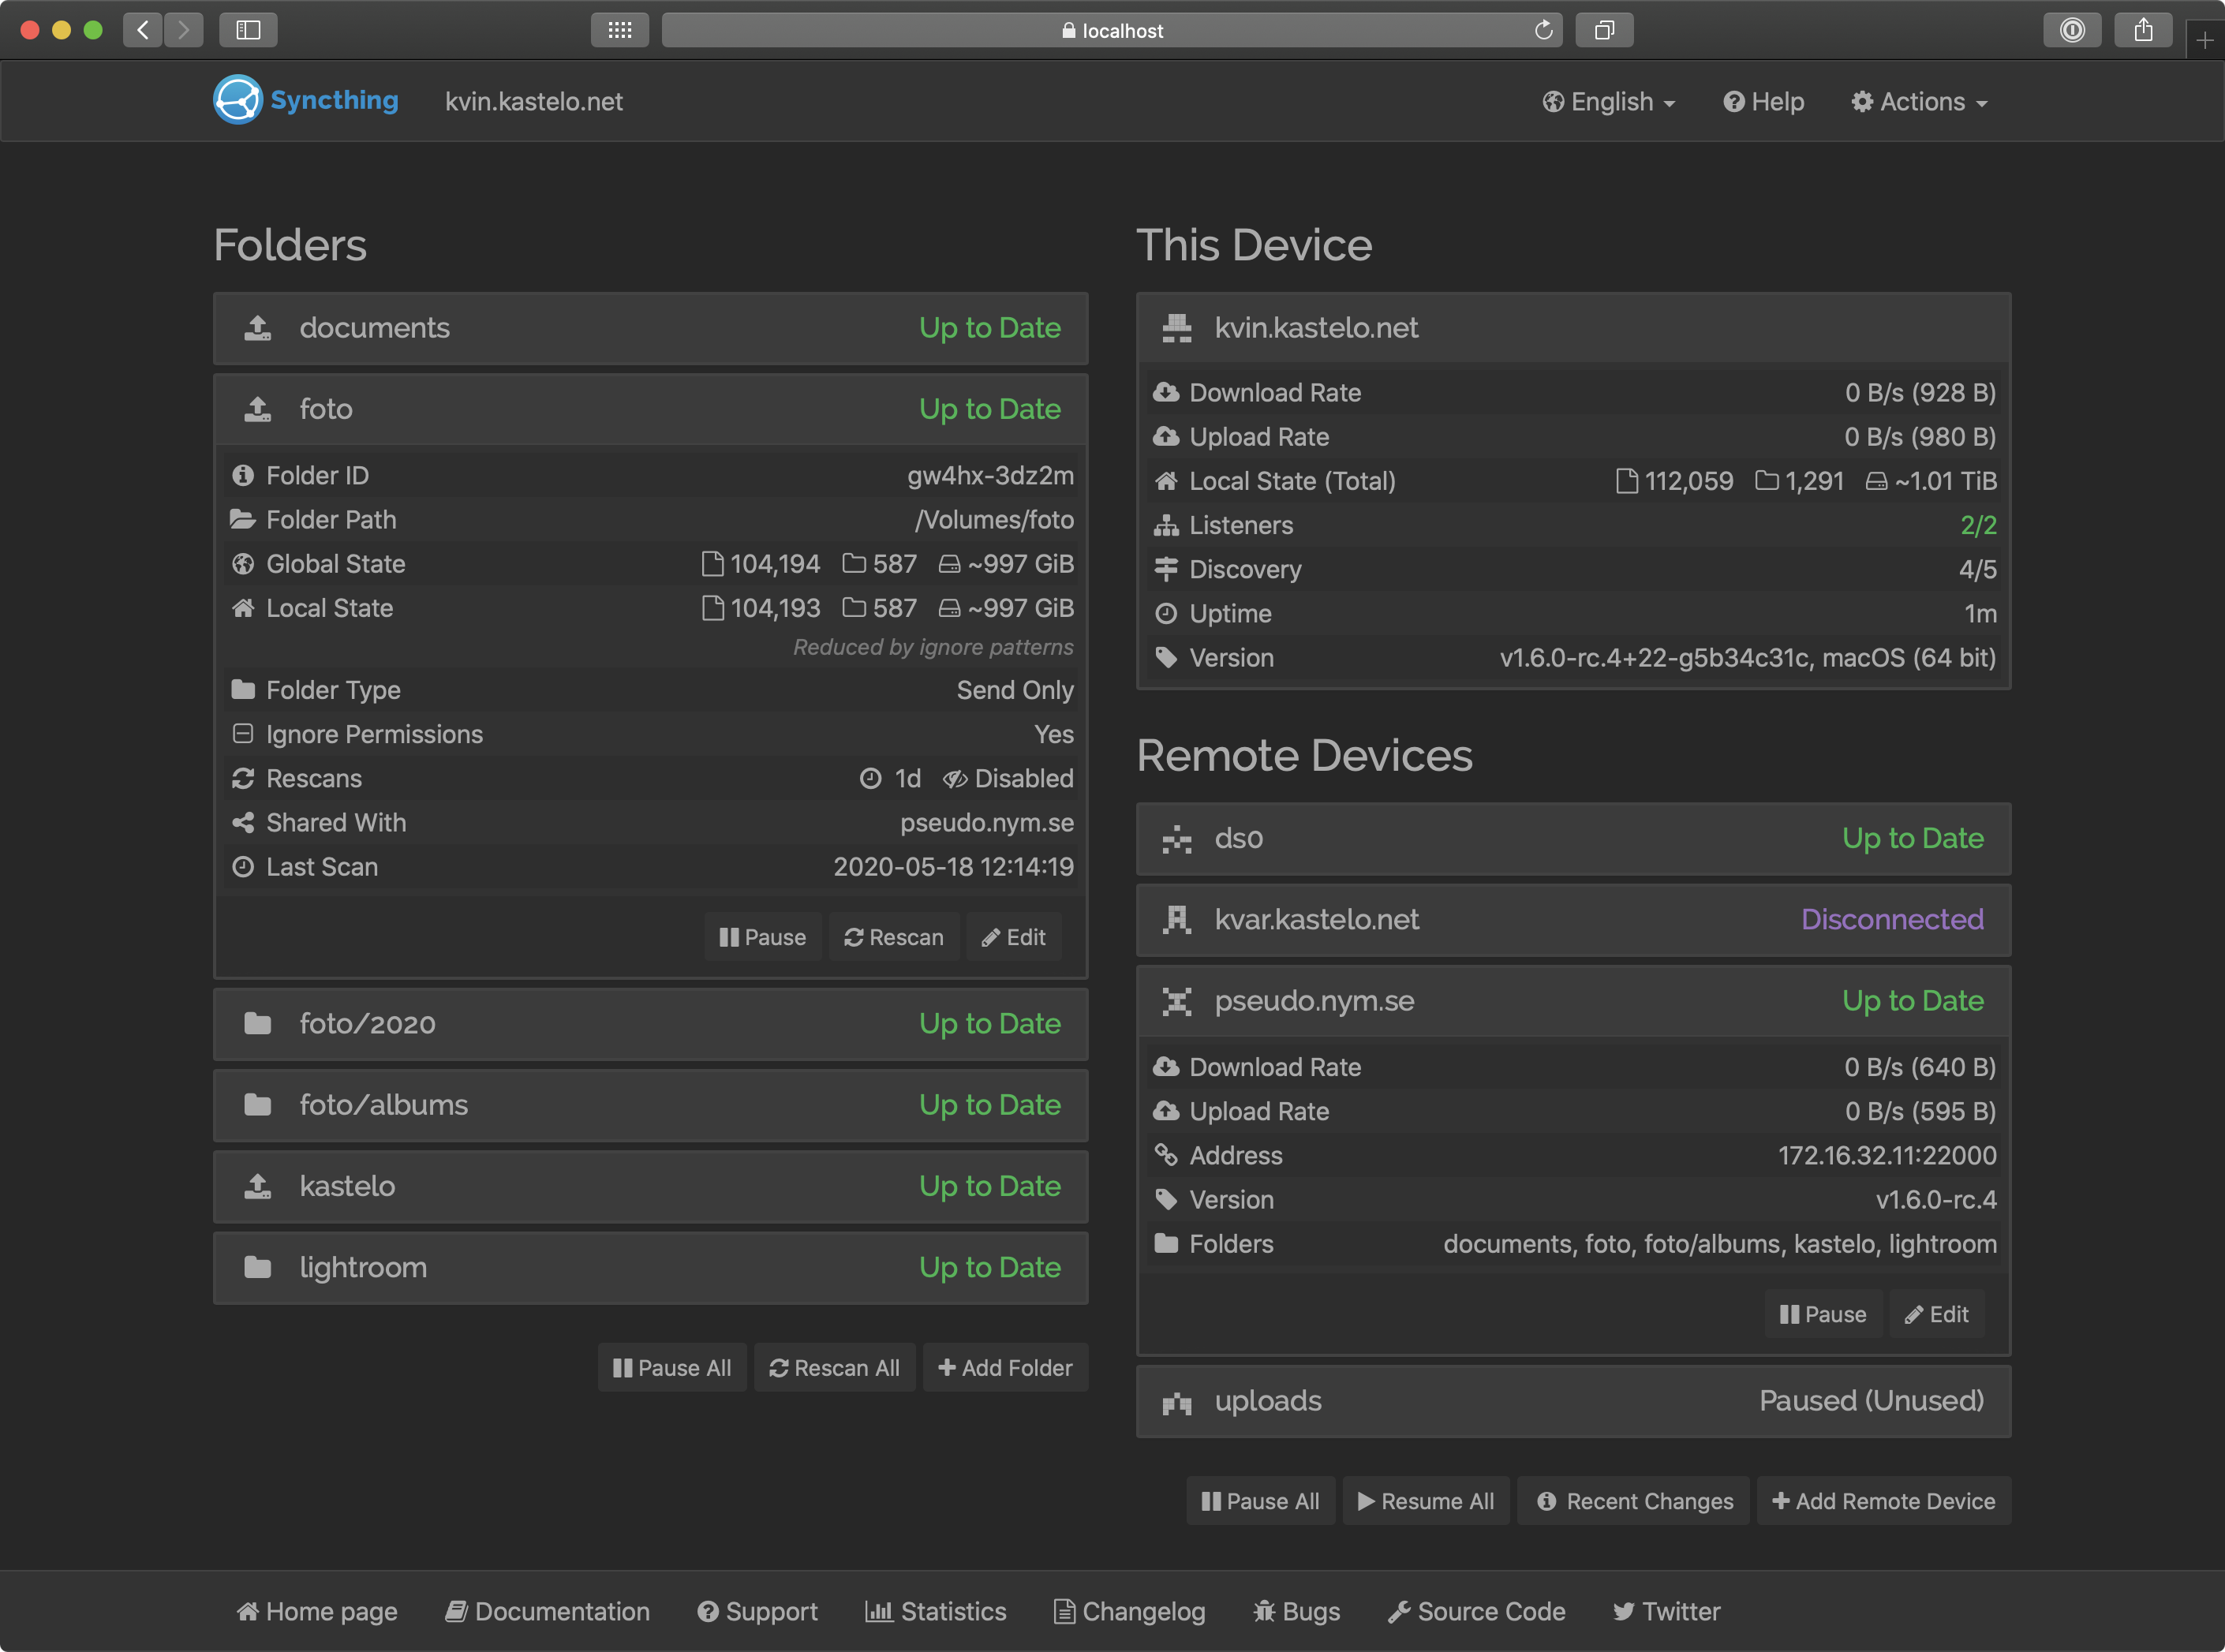 localhost
Syncthing
kvin.kastelo.net
English
Help
Actions
Folders
documents Up to Date
foto Up to Date
Folder ID gw4hx-3dz2m
Folder Path /Volumes/foto
Global State 104,194 587 ~997 GiB
Local State 104,193 587 ~997 GiB
Reduced by ignore patterns
Folder Type Send Only
Ignore Permissions Yes
Rescans 1d Disabled
Shared With pseudo.nym.se
Last Scan 2020-05-18 12:14:19
Pause Rescan Edit
foto/2020 Up to Date
foto/albums Up to Date
kastelo Up to Date
lightroom Up to Date
Pause All Rescan All Add Folder
This Device
kvin.kastelo.net
Download Rate 0 B/s (928 B)
Upload Rate 0 B/s (980 B)
Local State (Total) 112,059 1,291 ~1.01 TiB
Listeners 2/2
Discovery 4/5
Uptime 1m
Version v1.6.0-rc.4+22-g5b34c31c, macOS (64 bit)
Remote Devices
ds0 Up to Date
kvar.kastelo.net Disconnected
pseudo.nym.se Up to Date
Download Rate 0 B/s (640 B)
Upload Rate 0 B/s (595 B)
Address 172.16.32.11:22000
Version v1.6.0-rc.4
Folders documents, foto, foto/albums, kastelo, lightroom
Pause Edit
uploads Paused (Unused)
Pause All Resume All Recent Changes Add Remote Device
Home page Documentation Support Statistics Changelog Bugs Source Code Twitter